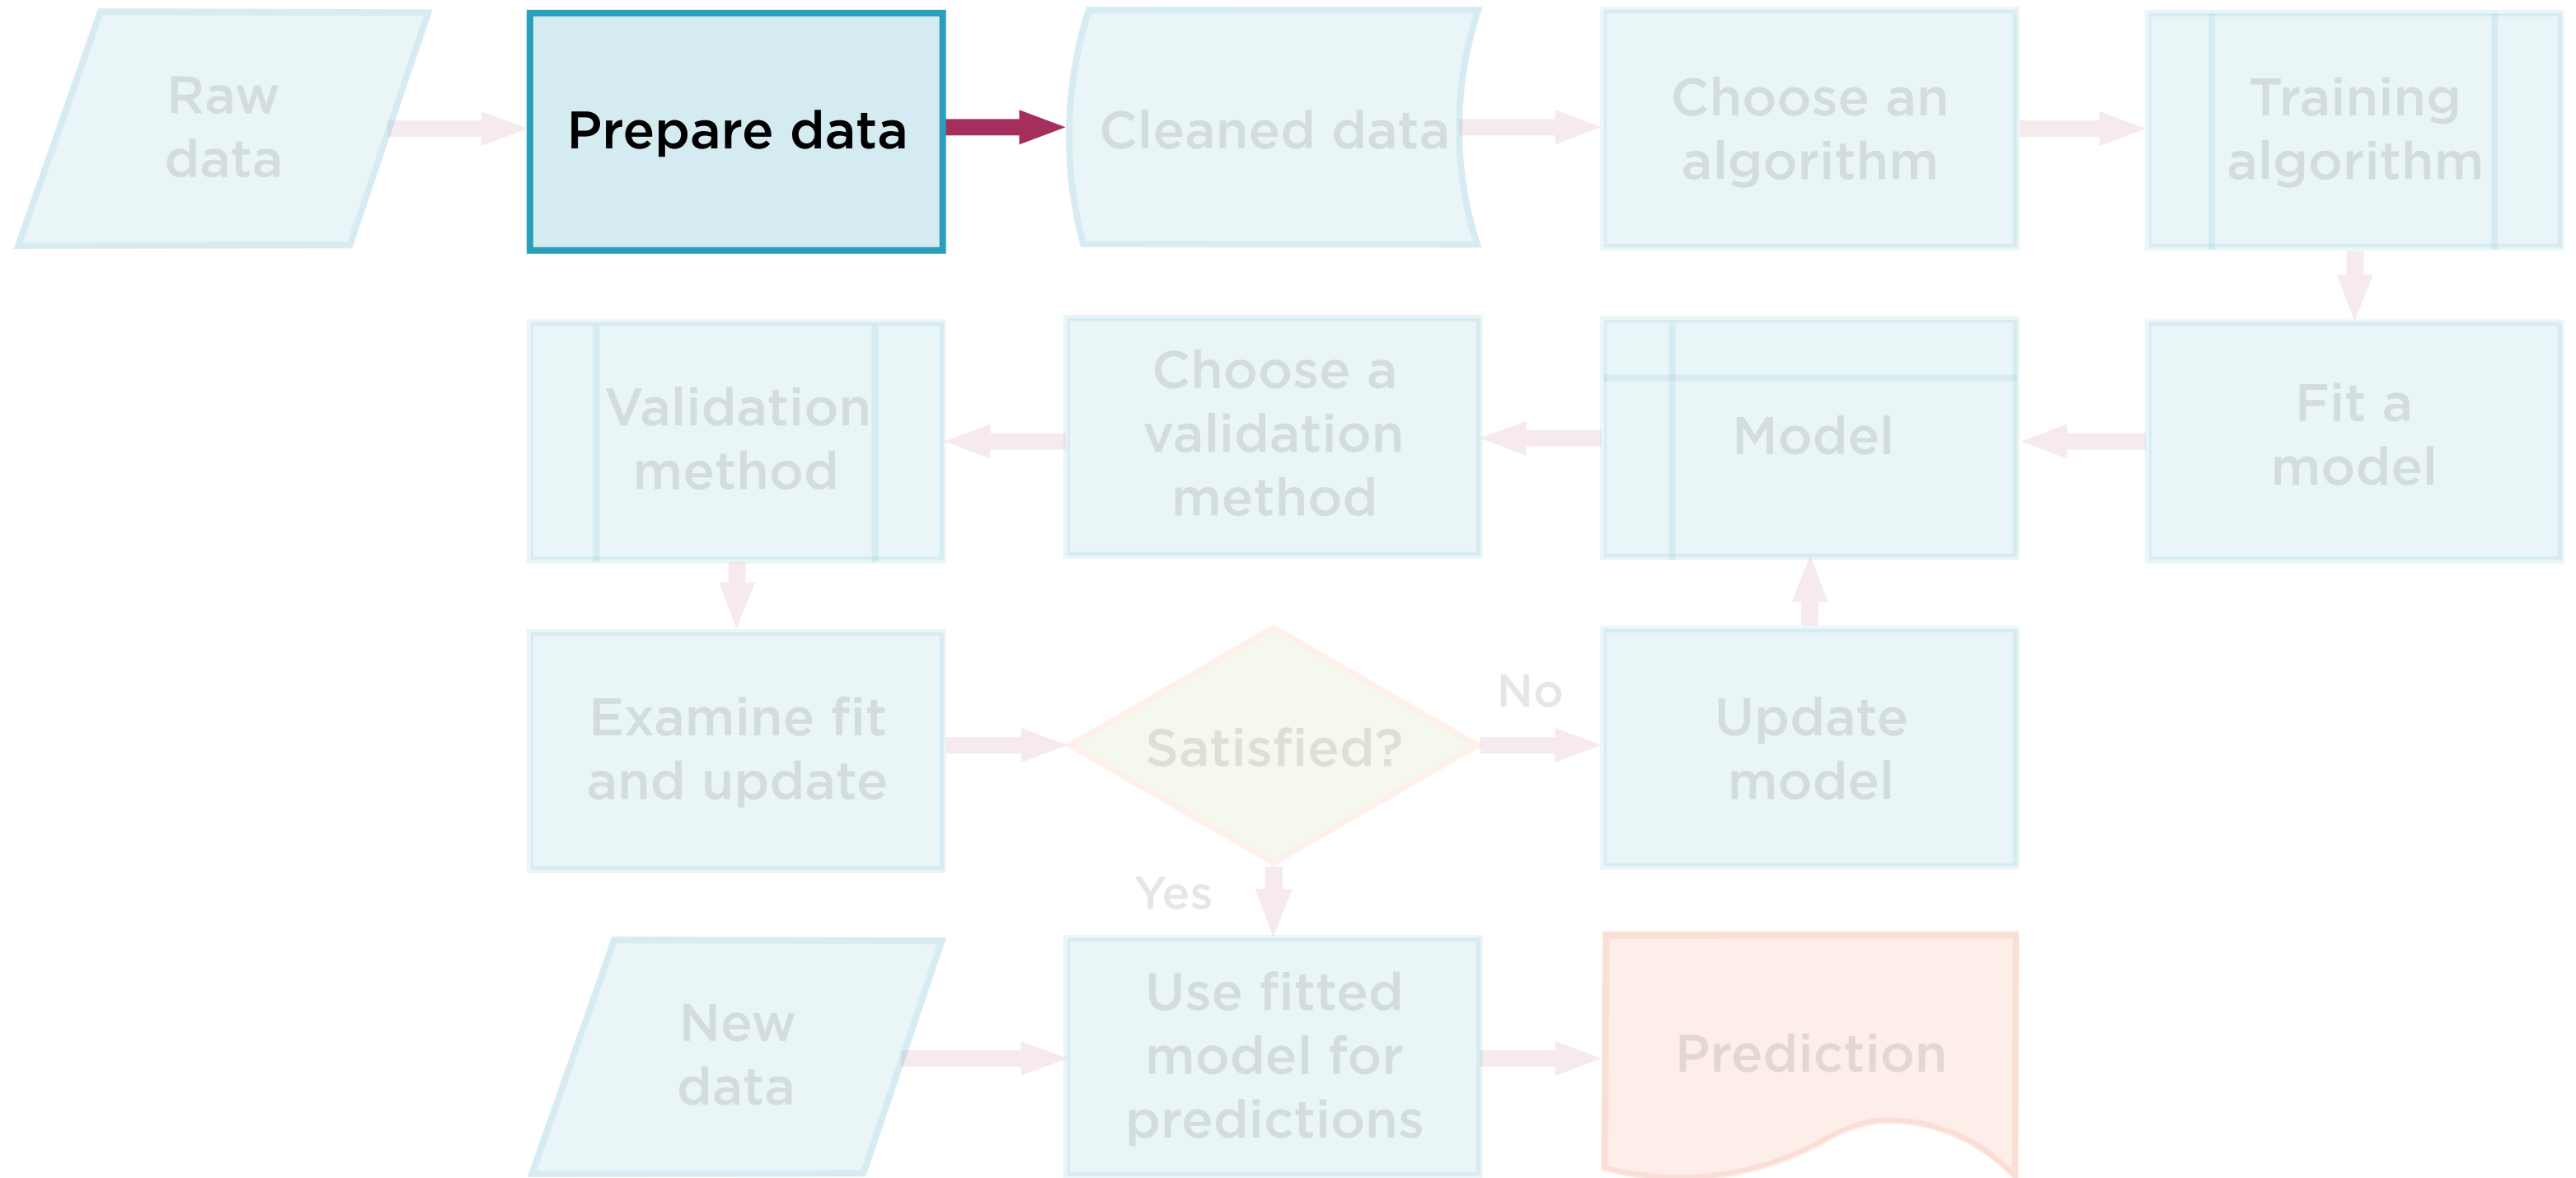 Raw
data
Prepare data
Cleaned data
Choose an
algorithm
Training
algorithm
Validation
method
Choose a
validation
method
Model
Fit a
model
Examine fit
and update
Satisfied?
No
Update
model
Yes
New
data
Use fitted
model for
predictions
Prediction